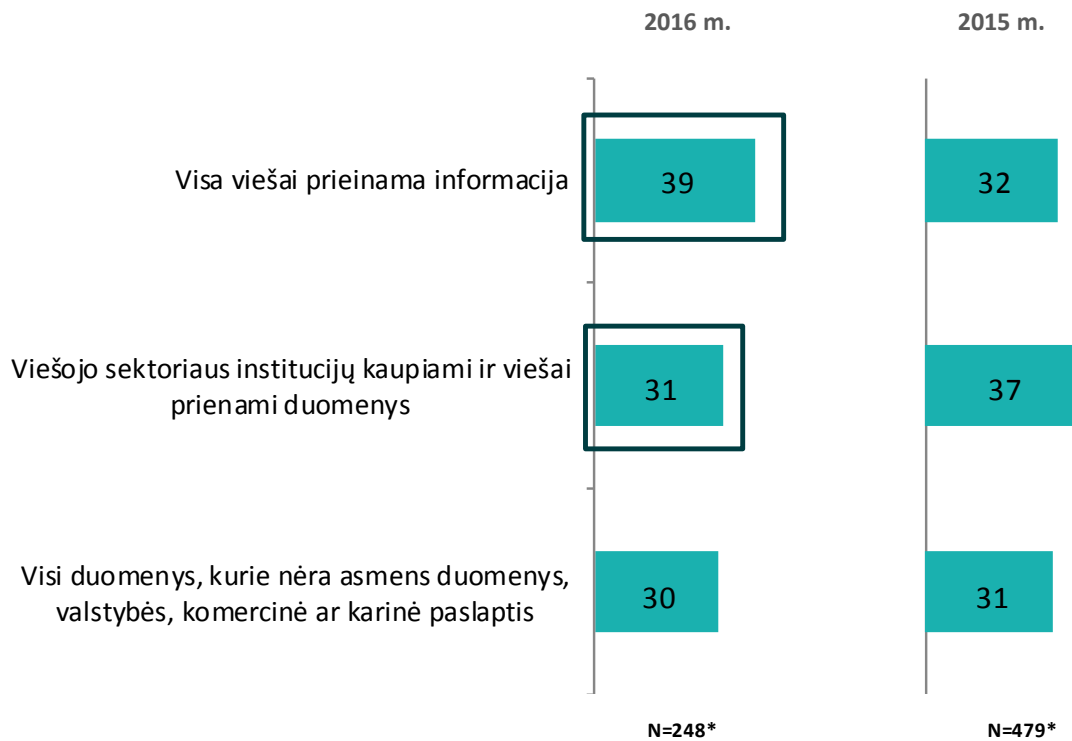 2016 m.
2015 m.
Visa viešai prieinama informacija
39
32
Viešojo sektoriaus institucijų kaupiami ir viešai
prienami duomenys
31
37
Visi duomenys, kurie nėra asmens duomenys,
valstybės, komercinė ar karinė paslaptis
30
31
N=248*
N=479*